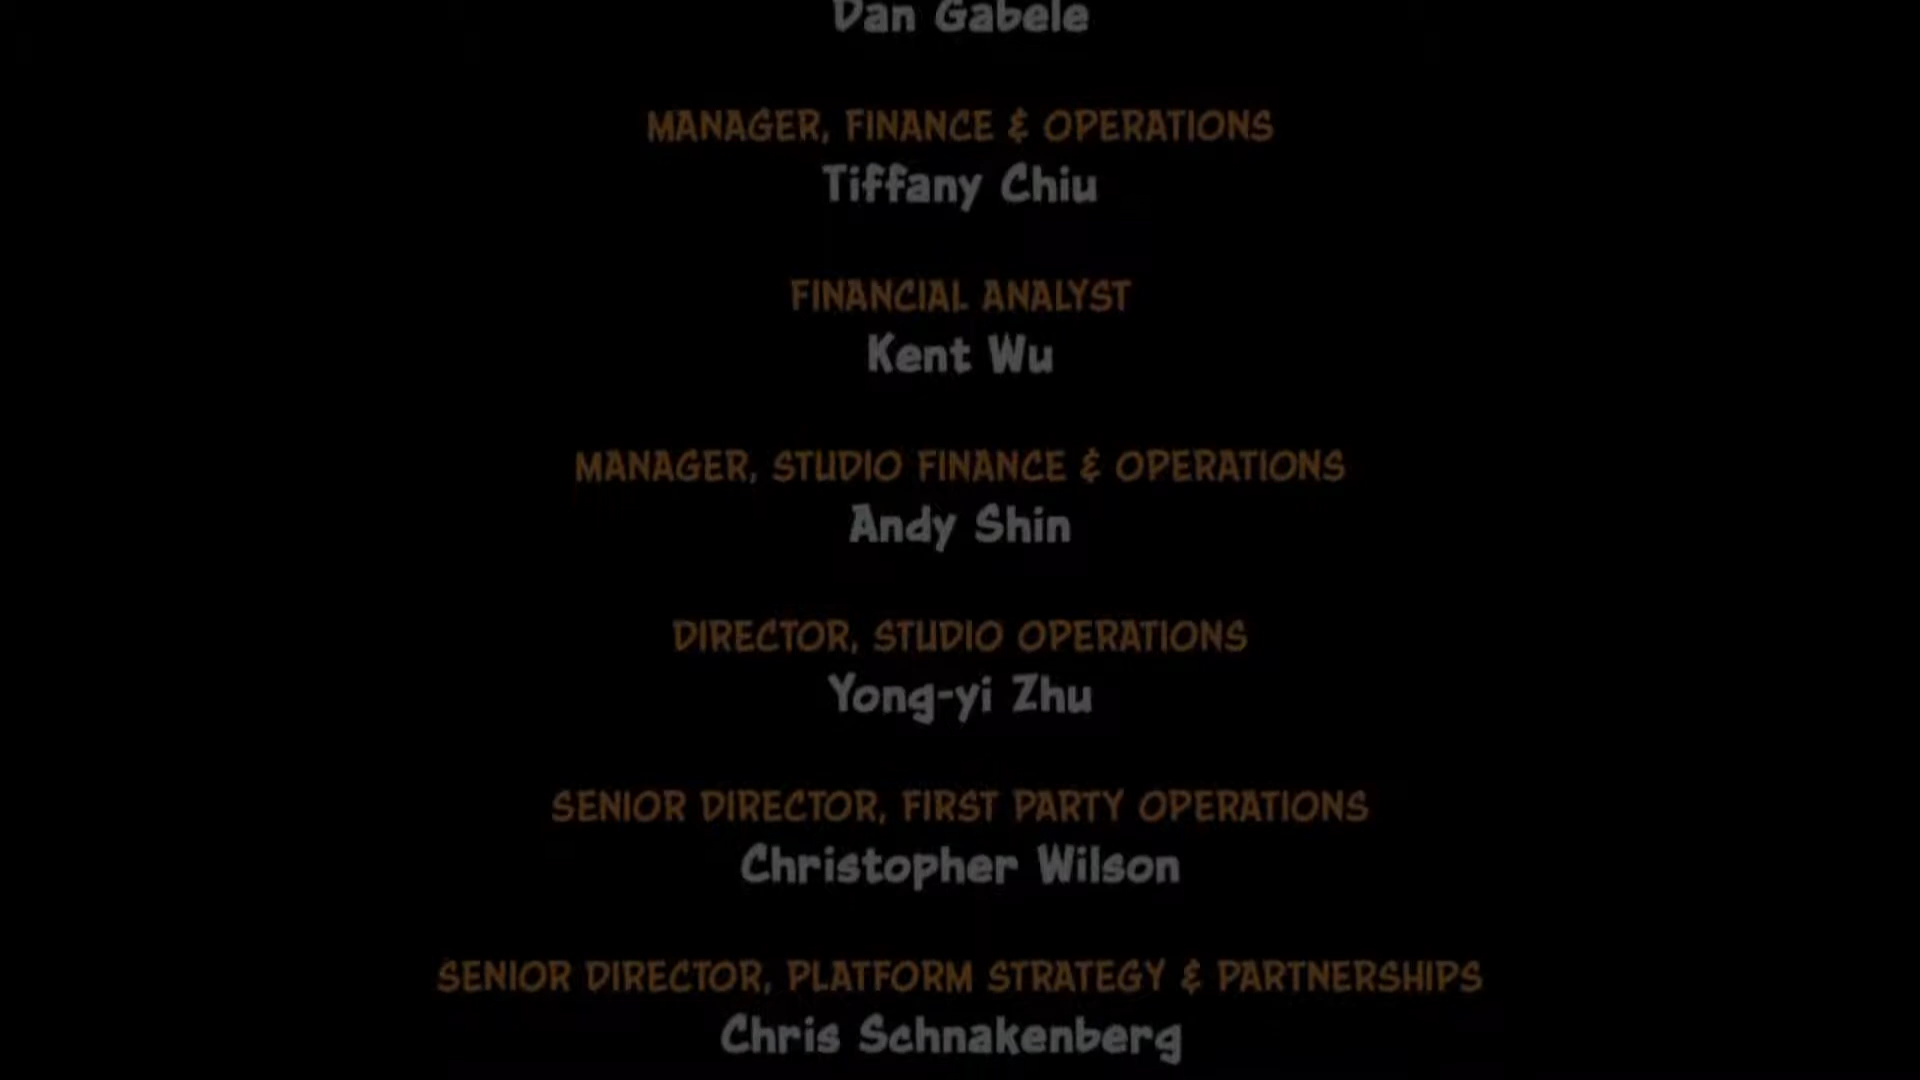 Dan Gabele
MANAGER, FINANCE & OPERATIONS
Tiffany Chiu
FINANCIAL ANALYST
Kent Wu
MANAGER, STUDIO FINANCE & OPERATIONS
Andy Shin
DIRECTOR, STUDIO OPERATIONS
Yong-yi Zhu
SENIOR DIRECTOR, FIRST PARTY OPERATIONS
Christopher Wilson
SENIOR DIRECTOR, PLATFORM STRATEGY & PARTNERSHIPS
Chris Schnakenberg